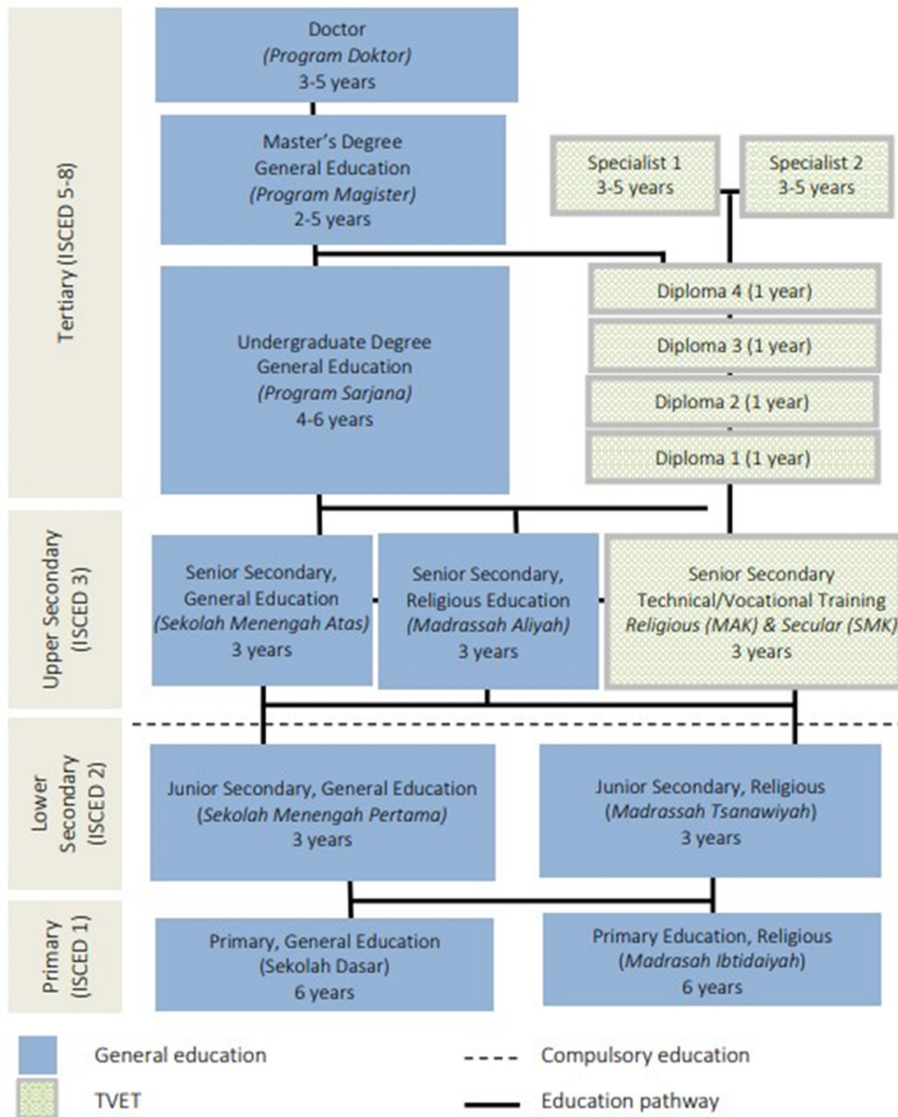 Doctor
(Program Doktor)
3-5 years
Master's Degree
General Education
(Program Magister)
2-5 years
Specialist 1
3-5 years
Specialist 2
3-5 years
Tertiary (ISCED 5-8)
Undergraduate Degree
General Education
(Program Sarjana)
4-6 years
Diploma 4 (1 year)
Diploma 3 (1 year)
Diploma 2 (1 year)
Diploma 1 (1 year)
Upper Secondary
(ISCED 3)
Senior Secondary,
General Education
(Sekolah Menengah Atas)
3 years
Senior Secondary,
Religious Education
(Madrassah Aliyah)
3 years
Senior Secondary
Technical/Vocational Training
Religious (MAK) & Secular (SMK)
3 years
Lower
Secondary
(ISCED 2)
Junior Secondary, General Education
(Sekolah Menengah Pertama)
3 years
Junior Secondary, Religious
(Madrassah Tsanawiyah)
3 years
Primary
(ISCED 1)
Primary, General Education
(Sekolah Dasar)
6 years
Primary Education, Religious
(Madrasah Ibtidaiyah)
6 years
General education
Compulsory education
TVET
Education pathway